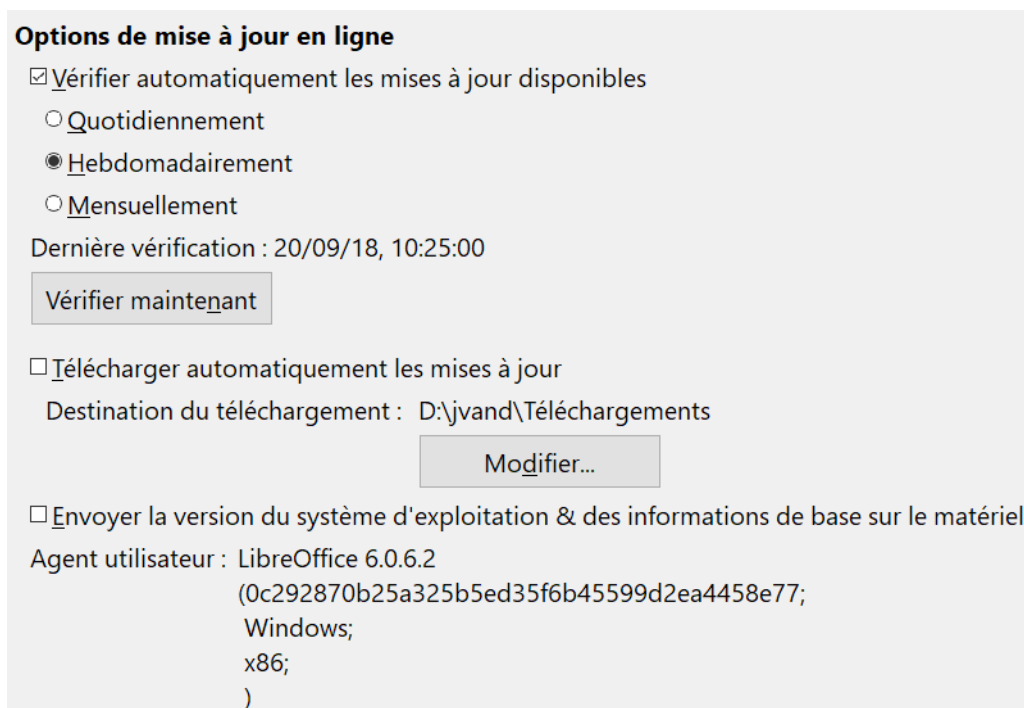 Options de mise à jour en ligne
Vérifier automatiquement les mises à jour disponibles
Quotidiennement
Hebdomadairement
Mensuellement
Dernière vérification : 20/09/18, 10:25:00
Vérifier maintenant
Télécharger automatiquement les mises à jour
Destination du téléchargement : D:\jvand\Téléchargements
Modifier...
Envoyer la version du système d'exploitation & des informations de base sur le matériel
Agent utilisateur : LibreOffice 6.0.6.2
(0c292870b25a325b5ed35f6b45599d2ea4458e77;
Windows;
x86;
)